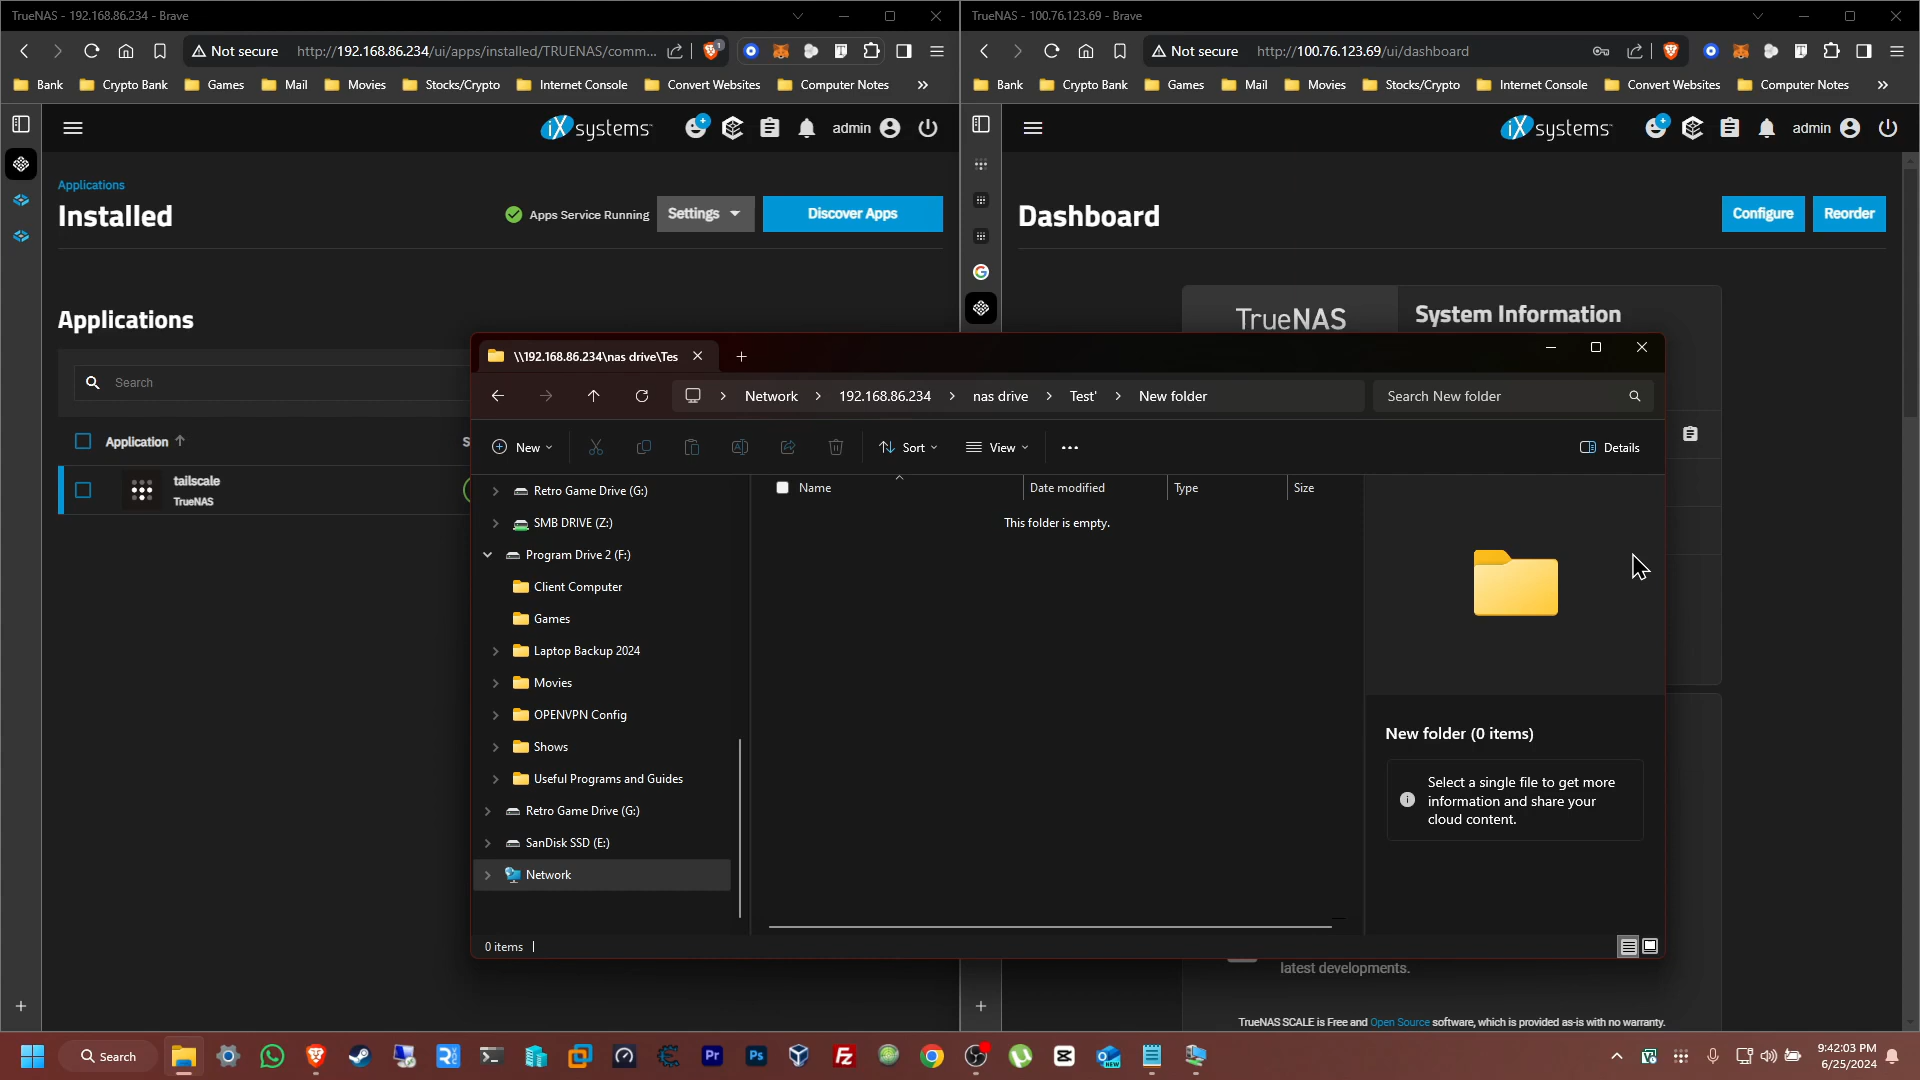 TrueNAS - 192.168.86.234 - Brave
Not secure http://192.168.86.234/ui/apps/installed/TRUENAS/comm...
Bank Crypto Bank Games Mail Movies Stocks/Crypto Internet Console Convert Websites Computer Notes »
iXsystems admin
Applications
Installed
Apps Service Running
Settings
Discover Apps
Applications
Search
Application
tailscale
TrueNAS
TrueNAS - 100.76.123.69 - Brave
Not secure http://100.76.123.69/ui/dashboard
Bank Crypto Bank Games Mail Movies Stocks/Crypto Internet Console Convert Websites Computer Notes »
iXsystems admin
Dashboard
Configure
Reorder
TrueNAS
System Information
\\192.168.86.234\nas drive\Tes
Network > 192.168.86.234 > nas drive > Test' > New folder
Search New folder
New Sort View ... Details
Retro Game Drive (G:)
SMB DRIVE (Z:)
Program Drive 2 (F:)
Client Computer
Games
Laptop Backup 2024
Movies
OPENVPN Config
Shows
Useful Programs and Guides
Retro Game Drive (G:)
SanDisk SSD (E:)
Network
Name Date modified Type Size
This folder is empty.
New folder (0 items)
Select a single file to get more
information and share your
cloud content.
0 items
latest developments.
TrueNAS SCALE is Free and Open Source software, which is provided as-is with no warranty.
Search
9:42:03 PM
6/25/2024